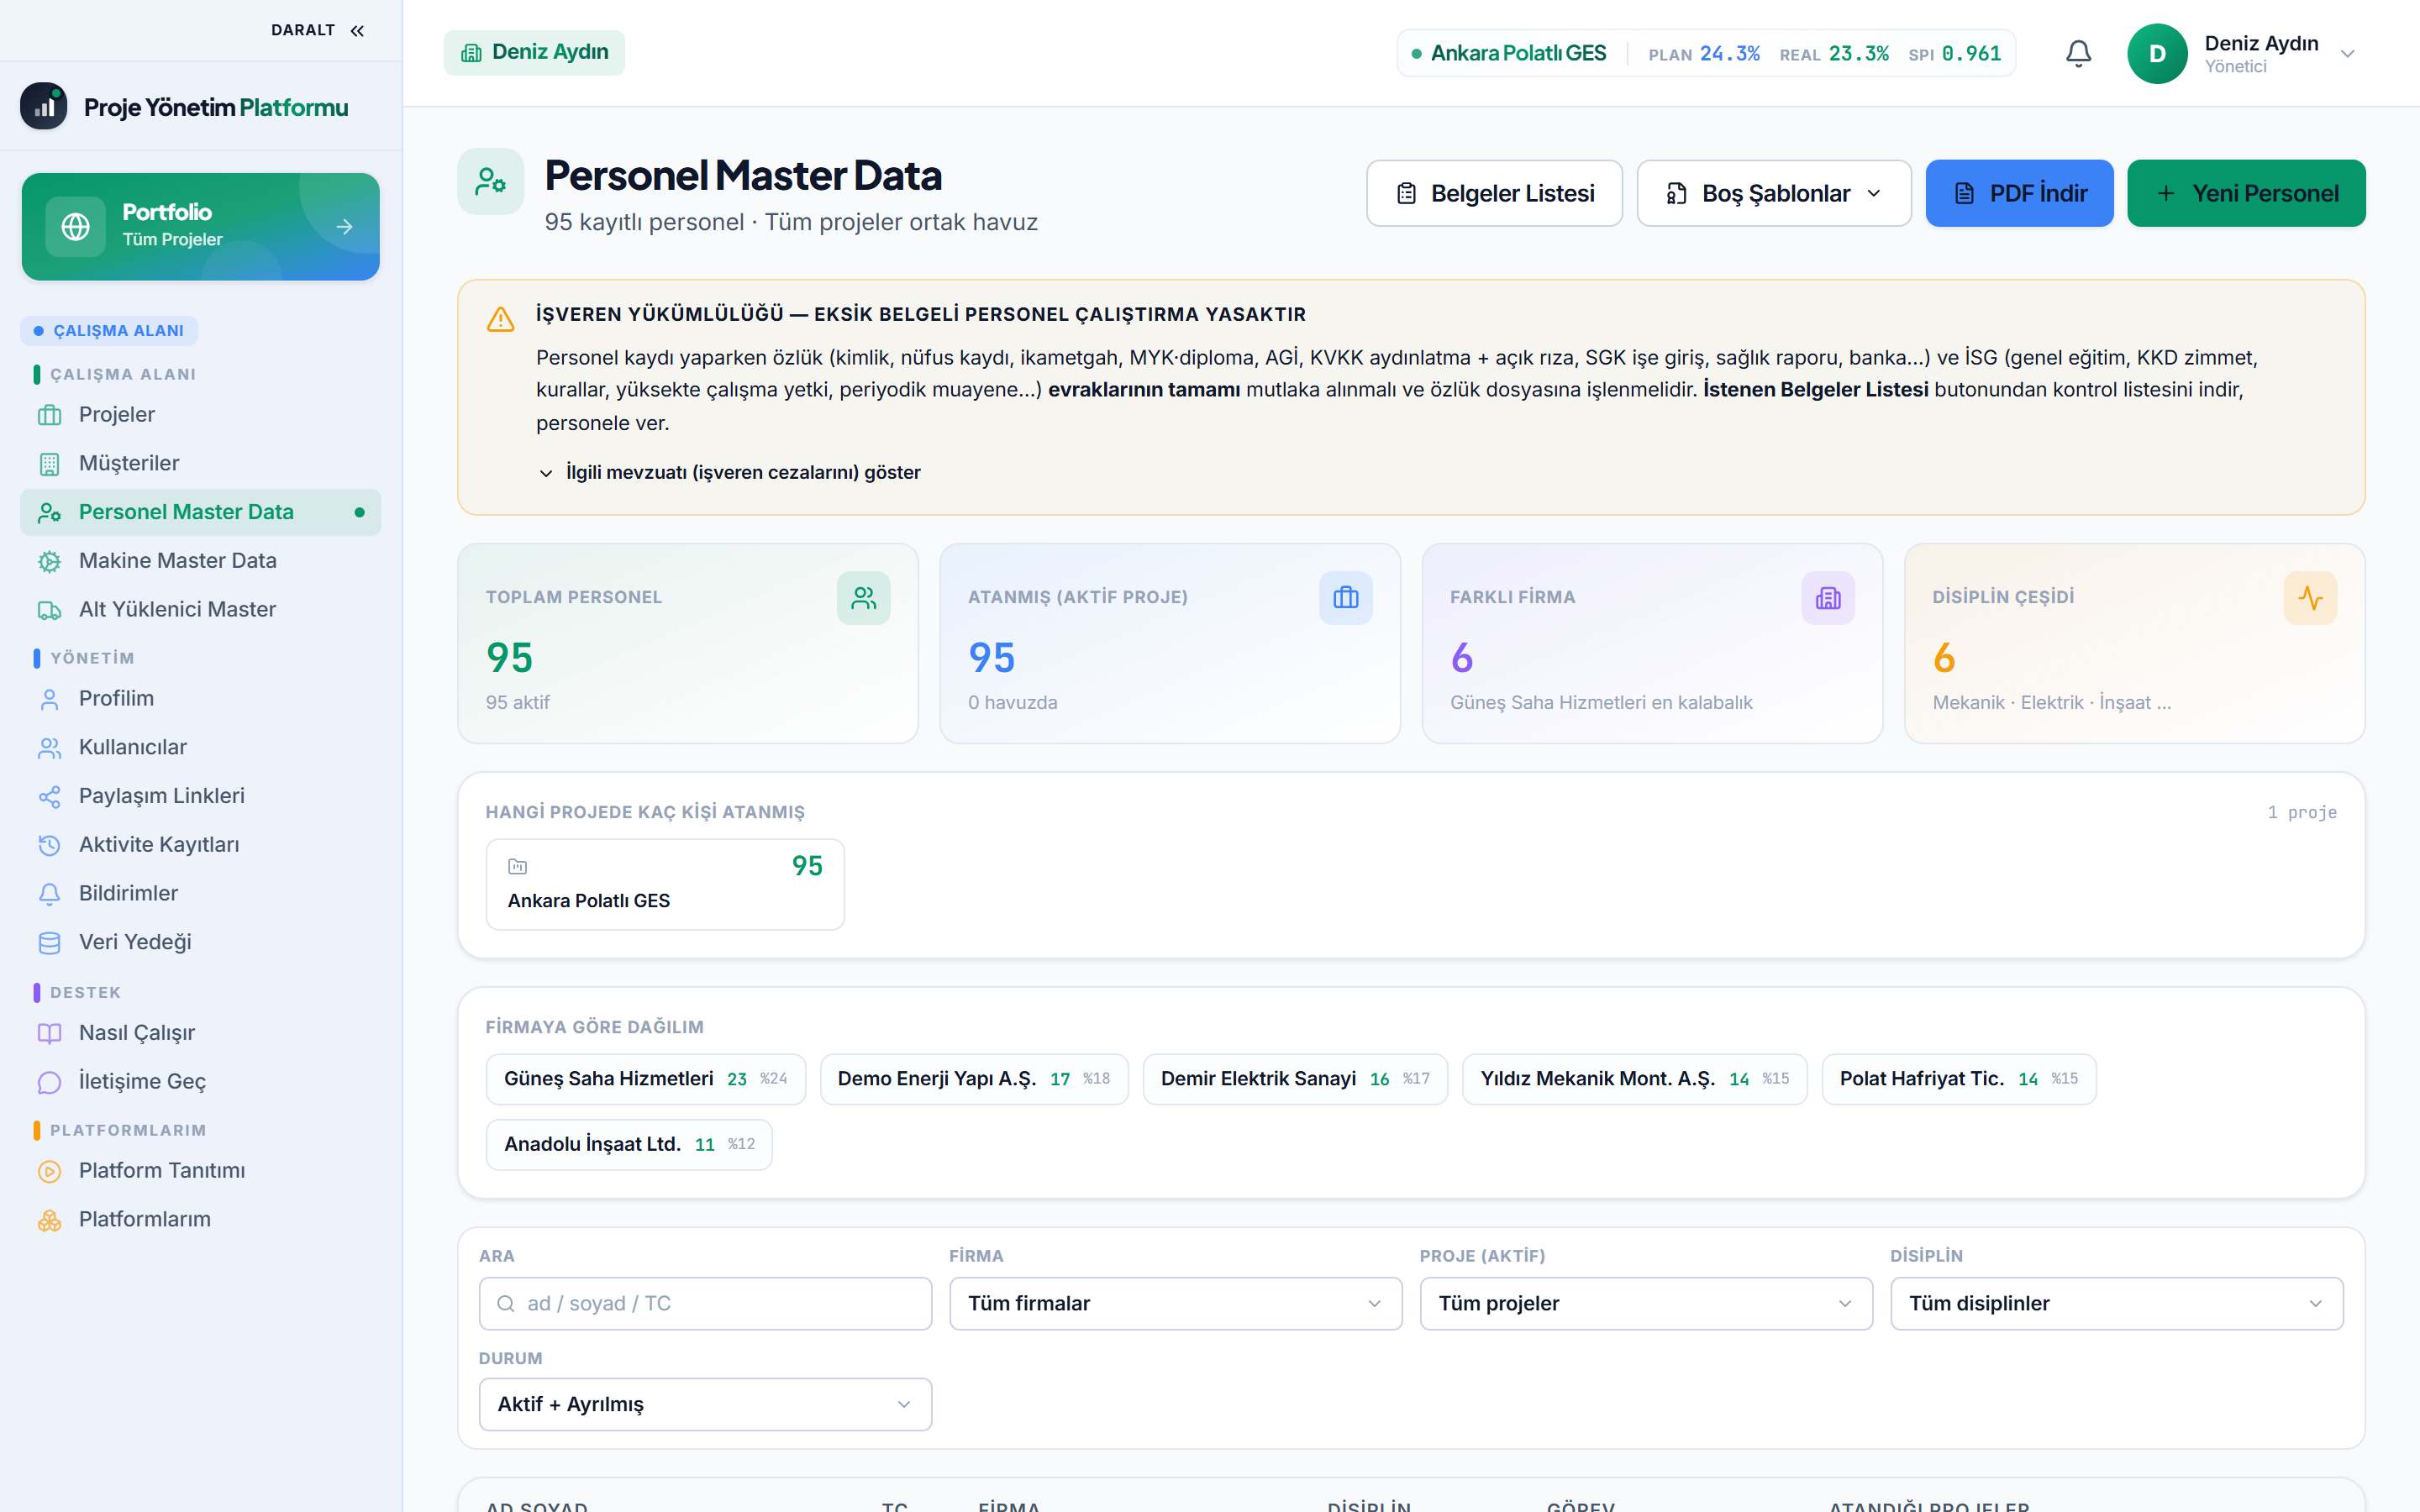 DARALT
Proje Yönetim Platformu
Portfolio
Tüm Projeler
ÇALIŞMA ALANI
ÇALIŞMA ALANI
Projeler
Müşteriler
Personel Master Data
Makine Master Data
Alt Yüklenici Master
YÖNETİM
Profilim
Kullanıcılar
Paylaşım Linkleri
Aktivite Kayıtları
Bildirimler
Veri Yedeği
DESTEK
Nasıl Çalışır
İletişime Geç
PLATFORMLARIM
Platform Tanıtımı
Platformlarım
Deniz Aydın
Ankara Polatlı GES PLAN 24.3% REAL 23.3% SPI 0.961
D
Deniz Aydın
Yönetici
Personel Master Data
95 kayıtlı personel · Tüm projeler ortak havuz
Belgeler Listesi
Boş Şablonlar
PDF İndir
Yeni Personel
İŞVEREN YÜKÜMLÜLÜĞÜ — EKSİK BELGELİ PERSONEL ÇALIŞTIRMA YASAKTIR
Personel kaydı yaparken özlük (kimlik, nüfus kaydı, ikametgah, MYK·diploma, AGİ, KVKK aydınlatma + açık rıza, SGK işe giriş, sağlık raporu, banka…) ve İSG (genel eğitim, KKD zimmet,
kurallar, yüksekte çalışma yetki, periyodik muayene…) evraklarının tamamı mutlaka alınmalı ve özlük dosyasına işlenmelidir. İstenen Belgeler Listesi butonundan kontrol listesini indir,
personele ver.
İlgili mevzuatı (işveren cezalarını) göster
TOPLAM PERSONEL
95
95 aktif
ATANMIŞ (AKTİF PROJE)
95
0 havuzda
FARKLI FİRMA
6
Güneş Saha Hizmetleri en kalabalık
DİSİPLİN ÇEŞİDİ
6
Mekanik · Elektrik · İnşaat ...
HANGİ PROJEDE KAÇ KİŞİ ATANMIŞ
1 proje
95
Ankara Polatlı GES
FİRMAYA GÖRE DAĞILIM
Güneş Saha Hizmetleri 23 %24
Demo Enerji Yapı A.Ş. 17 %18
Demir Elektrik Sanayi 16 %17
Yıldız Mekanik Mont. A.Ş. 14 %15
Polat Hafriyat Tic. 14 %15
Anadolu İnşaat Ltd. 11 %12
ARA
ad / soyad / TC
FİRMA
Tüm firmalar
PROJE (AKTİF)
Tüm projeler
DİSİPLİN
Tüm disiplinler
DURUM
Aktif + Ayrılmış
AD SOYAD TC FİRMA DİSİPLİN GÖREV ATANDIĞI PROJELER